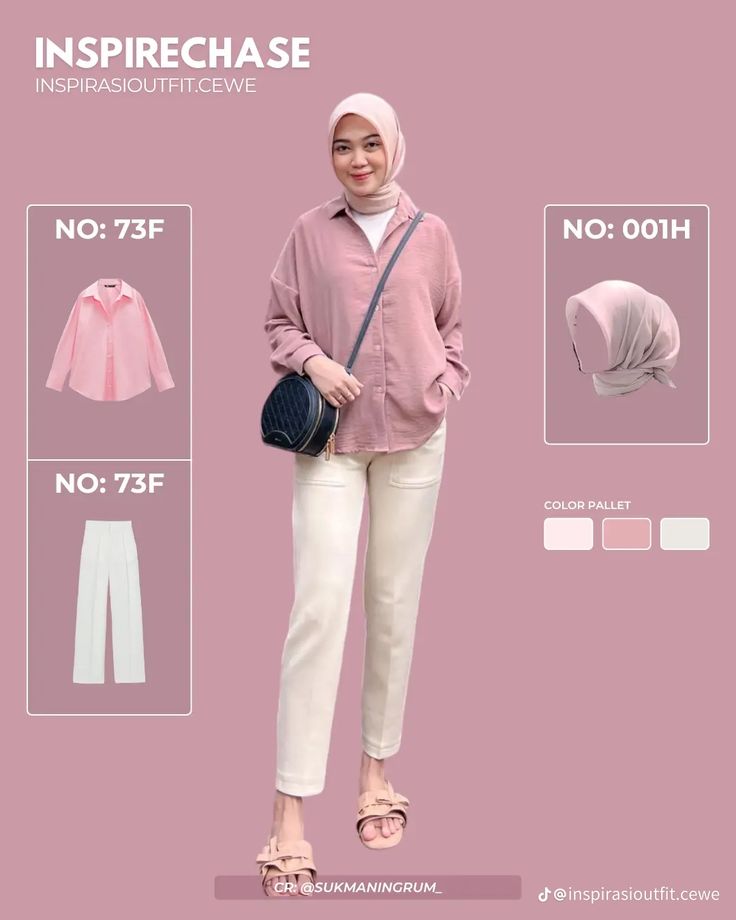 INSPIRECHASE
INSPIRASIOUTFIT.CEWE
NO: 73F
NO: 73F
NO: 001H
COLOR PALLET
CR: @SUKMANINGRUM_
@inspirasioutfit.cewe